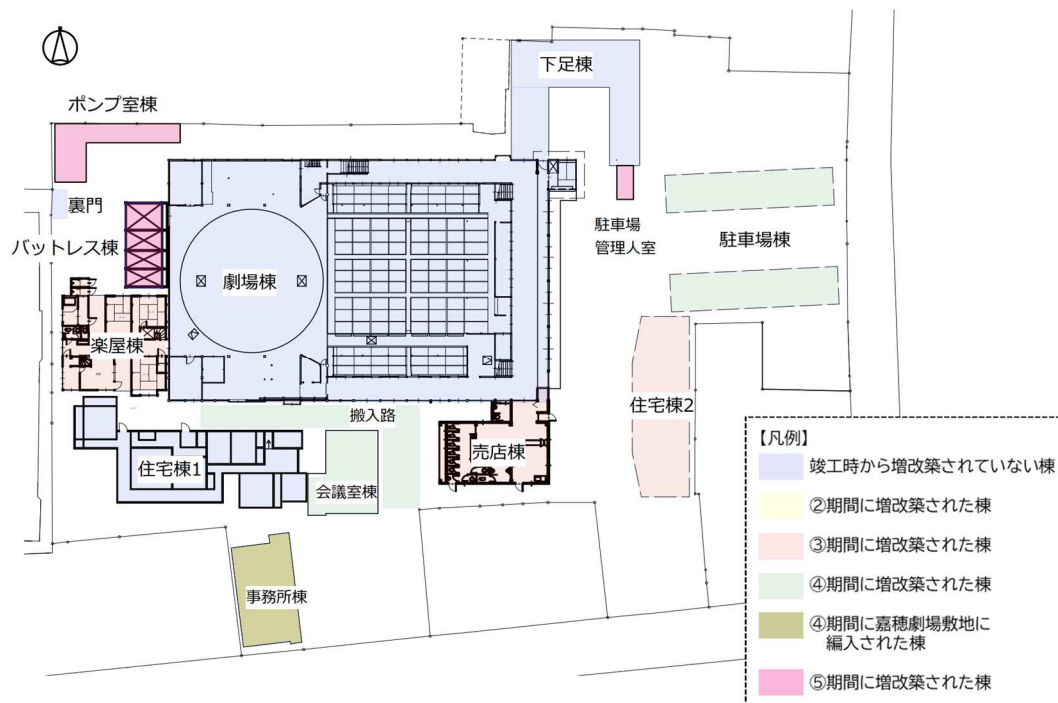 下足棟
ポンプ室棟
裏門
駐車場
管理人室
駐車場棟
バットレス棟
劇場棟
楽屋棟
住宅棟2
搬入路
売店棟
住宅棟1
会議室棟
事務所棟
【凡例】
竣工時から増改築されていない棟
②期間に増改築された棟
③期間に増改築された棟
④期間に増改築された棟
④期間に嘉穂劇場敷地に
編入された棟
⑤期間に増改築された棟